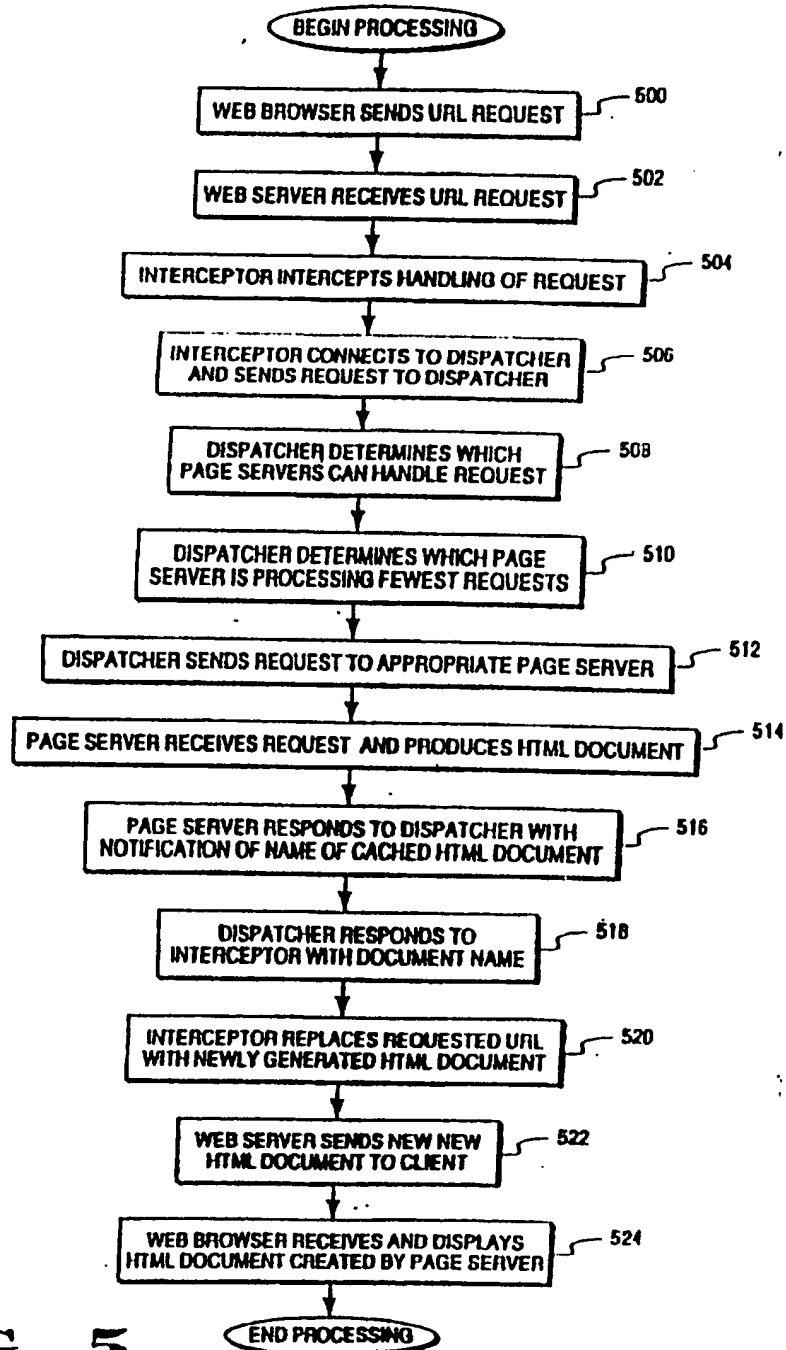 BEGIN PROCESSING
WEB BROWSER SENDS URL REQUEST
500
WEB SERVER RECEIVES URL REQUEST
502
INTERCEPTOR INTERCEPTS HANDLING OF REQUEST
504
INTERCEPTOR CONNECTS TO DISPATCHER
AND SENDS REQUEST TO DISPATCHER
506
DISPATCHER DETERMINES WHICH
PAGE SERVERS CAN HANDLE REQUEST
508
DISPATCHER DETERMINES WHICH PAGE
SERVER IS PROCESSING FEWEST REQUESTS
510
DISPATCHER SENDS REQUEST TO APPROPRIATE PAGE SERVER
512
PAGE SERVER RECEIVES REQUEST AND PRODUCES HTML DOCUMENT
514
PAGE SERVER RESPONDS TO DISPATCHER WITH
NOTIFICATION OF NAME OF CACHED HTML DOCUMENT
516
DISPATCHER RESPONDS TO
INTERCEPTOR WITH DOCUMENT NAME
518
INTERCEPTOR REPLACES REQUESTED URL
WITH NEWLY GENERATED HTML DOCUMENT
520
WEB SERVER SENDS NEW NEW
HTML DOCUMENT TO CLIENT
522
WEB BROWSER RECEIVES AND DISPLAYS
HTML DOCUMENT CREATED BY PAGE SERVER
524
END PROCESSING
5